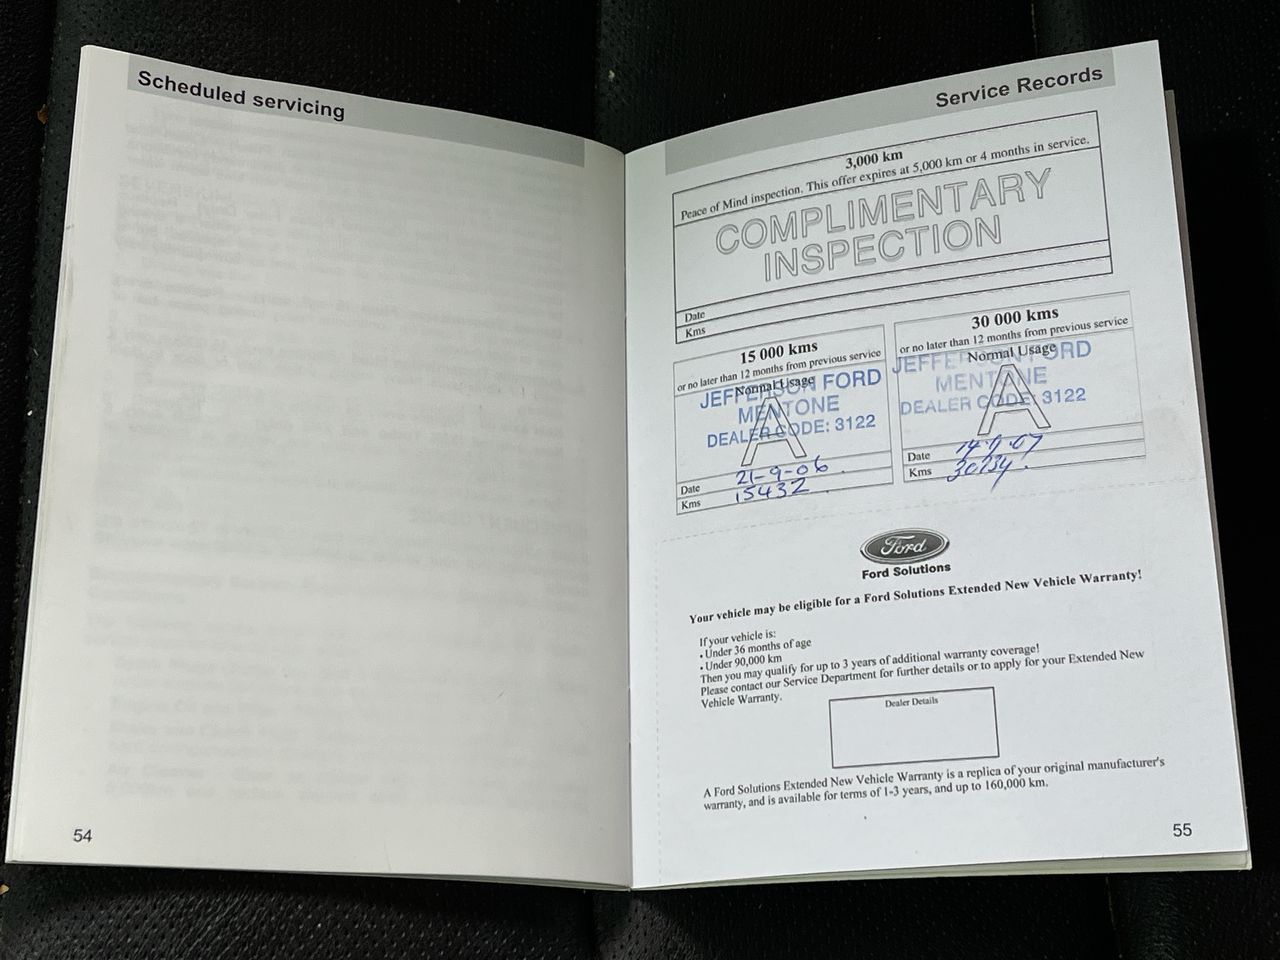 Scheduled servicing
54
Service Records
3,000 km
Peace of Mind inspection. This offer expires at 5,000 km or 4 months in service.
COMPLIMENTARY
INSPECTION
Date
Kms
15 000 kms
or no later than 12 months from previous service
Normal Usage
A
JEFFERSON FORD
MENTONE
DEALER CODE: 3122
Date 21-9-06
Kms 15432
30 000 kms
or no later than 12 months from previous service
Normal Usage
A
JEFFERSON FORD
MENTONE
DEALER CODE: 3122
Date
Kms
Ford
Ford Solutions
Your vehicle may be eligible for a Ford Solutions Extended New Vehicle Warranty!
If your vehicle is:
• Under 36 months of age
• Under 90,000 km
Then you may qualify for up to 3 years of additional warranty coverage!
Please contact our Service Department for further details or to apply for your Extended New
Vehicle Warranty.
Dealer Details
A Ford Solutions Extended New Vehicle Warranty is a replica of your original manufacturer's
warranty, and is available for terms of 1-3 years, and up to 160,000 km.
55